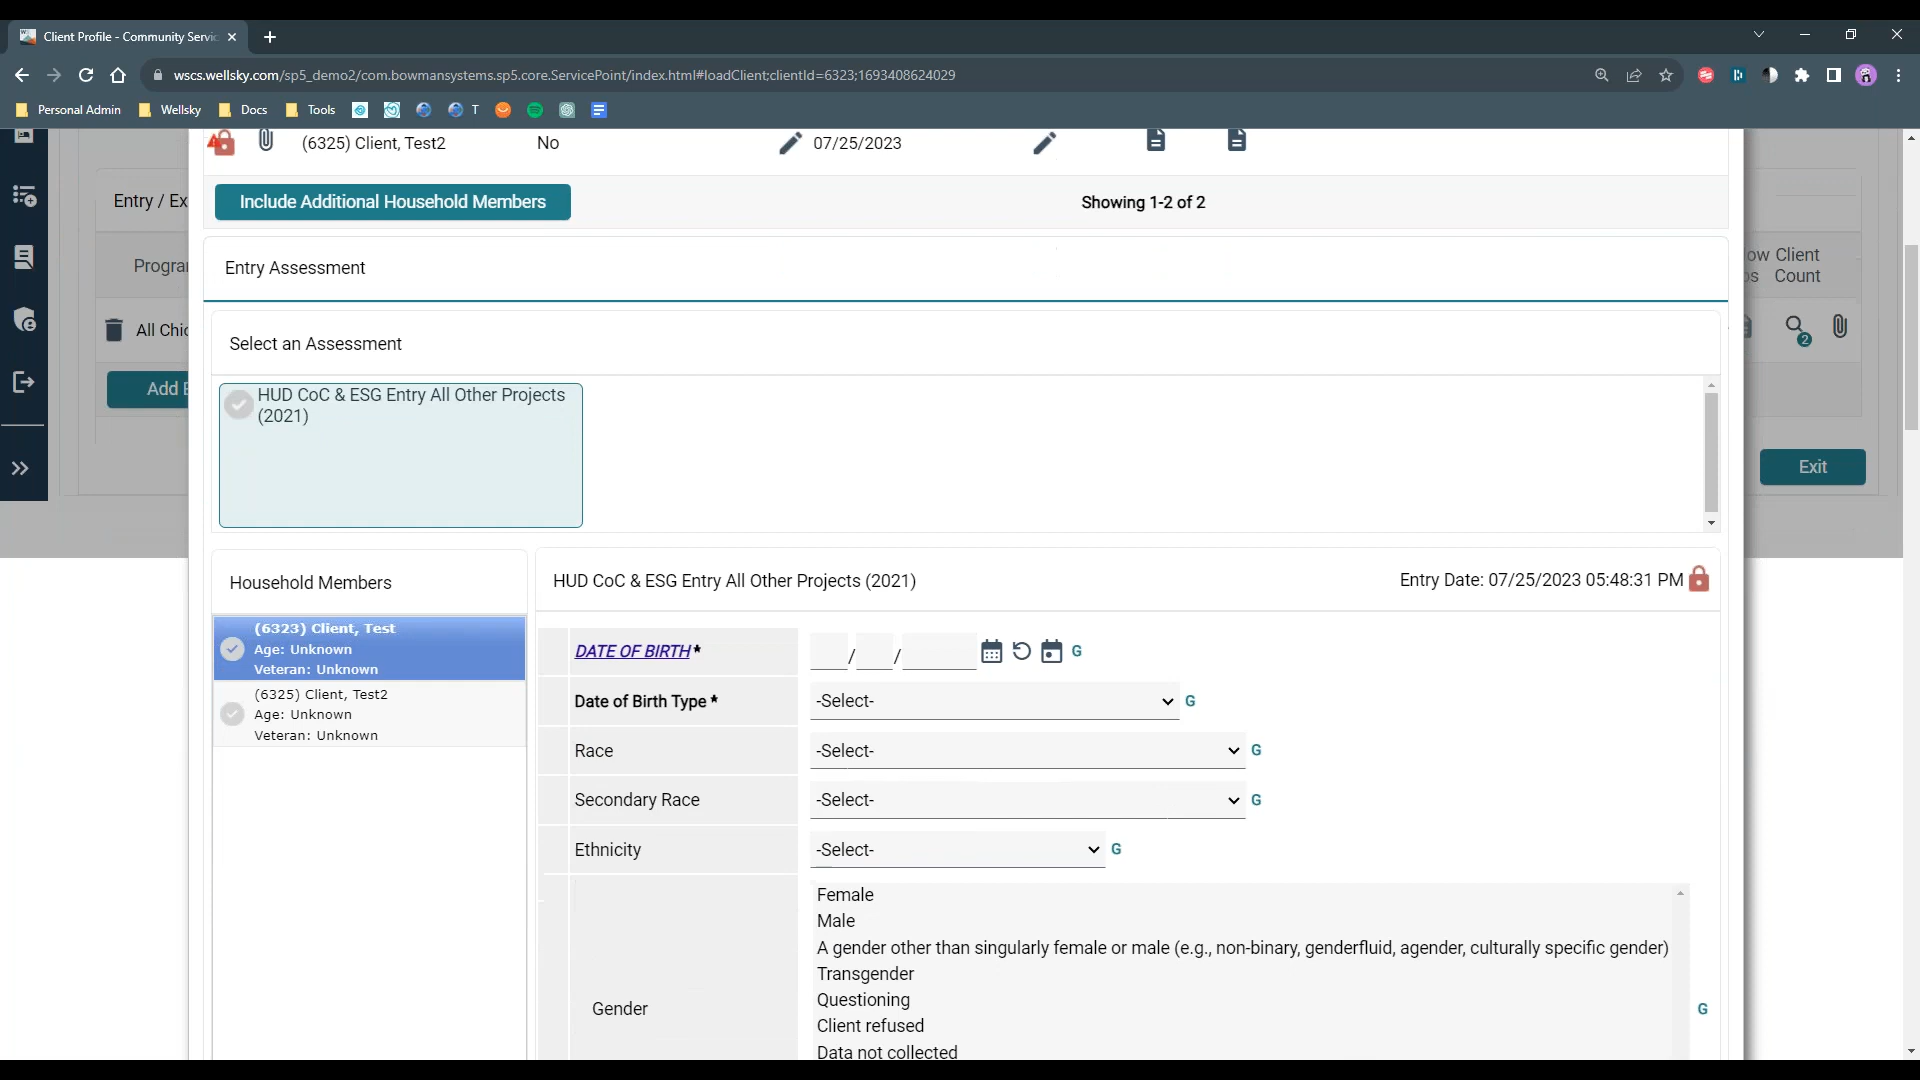 Client Profile - Community Servic
wscs.wellsky.com/sp5_demo2/com.bowmansystems.sp5.core.ServicePoint/index.html#loadClient;clientId=6323;1693408624029
Personal Admin
Wellsky
Docs
Tools
T
(6325) Client, Test2
No
07/25/2023
Include Additional Household Members
Showing 1-2 of 2
Entry / Ex
Entry Assessment
Progra
ow Client
os Count
Select an Assessment
All Chic
2
Add E
HUD CoC & ESG Entry All Other Projects
(2021)
Exit
Household Members
HUD CoC & ESG Entry All Other Projects (2021)
Entry Date: 07/25/2023 05:48:31 PM
(6323) Client, Test
Age: Unknown
Veteran: Unknown
(6325) Client, Test2
Age: Unknown
Veteran: Unknown
DATE OF BIRTH *
/ /
G
Date of Birth Type *
-Select-
G
Race
-Select-
G
Secondary Race
-Select-
G
Ethnicity
-Select-
G
Gender
Female
Male
A gender other than singularly female or male (e.g., non-binary, genderfluid, agender, culturally specific gender)
Transgender
Questioning
Client refused
Data not collected
G